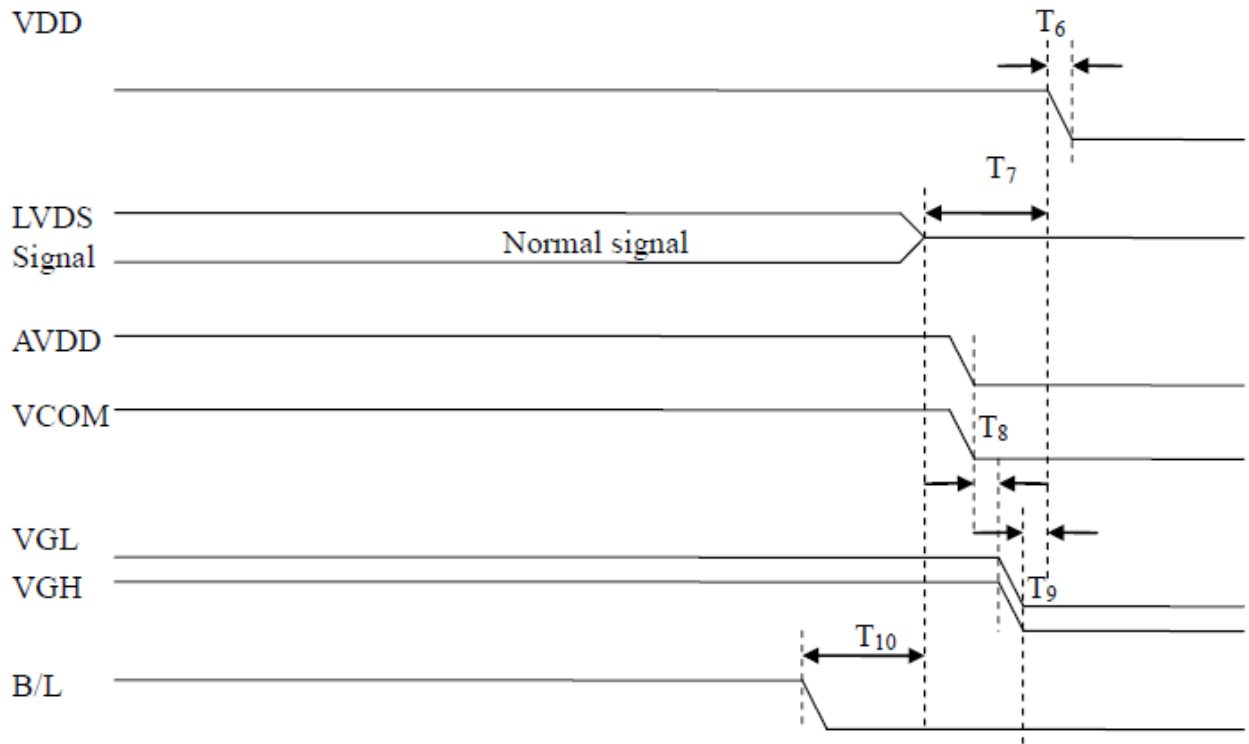 VDD
T6
T7
LVDS
Signal
Normal signal
AVDD
VCOM
T8
VGL
VGH
T9
T10
B/L